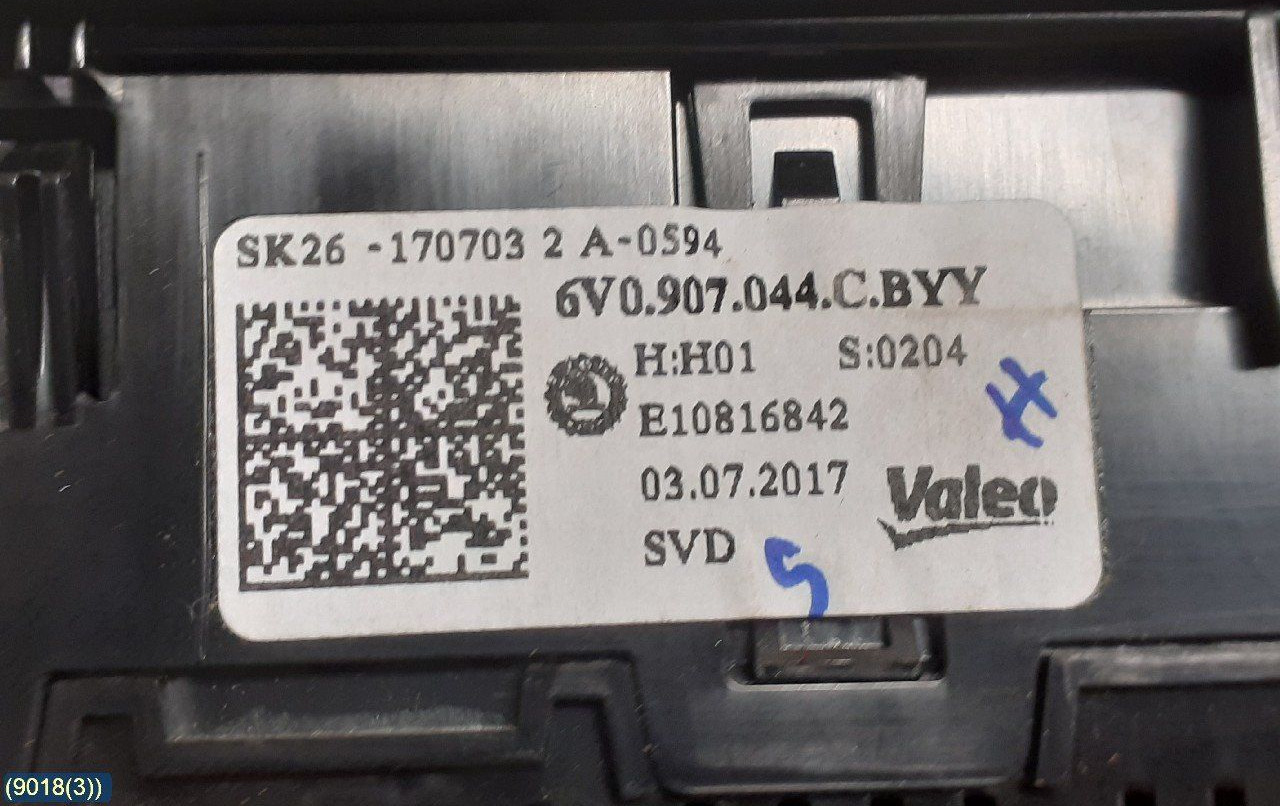 SK26 -170703 2 A-0594
6V0.907.044.C.BYY
H:H01 S:0204
E10816842
03.07.2017
Valeo
SVD
H
5
(9018(3))